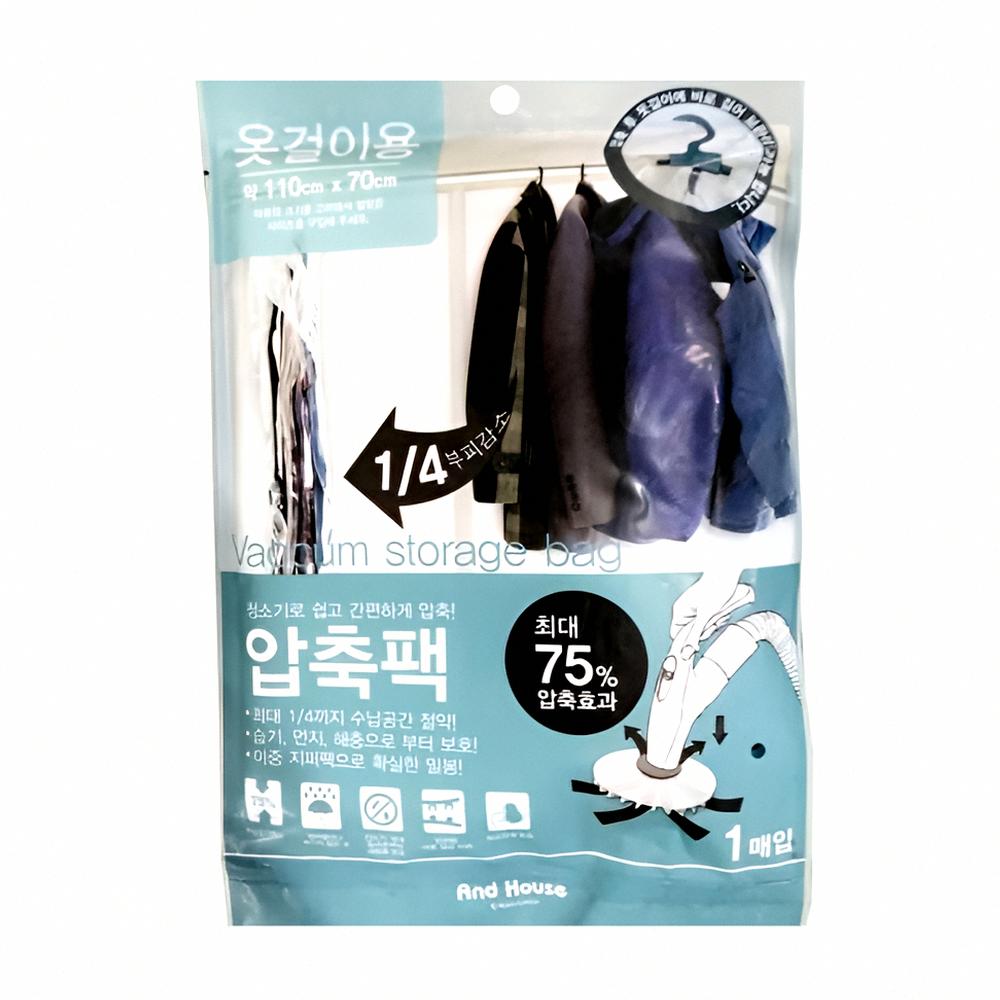 옷걸이용
약 110cm x 70cm
1/4 부피감소
Vacuum storage bag
청소기로 쉽고 간편하게 압축!
압축팩
• 최대 1/4까지 수납공간 절약!
• 습기, 먼지, 해충으로 부터 보호!
• 이중 지퍼팩으로 확실한 밀봉!
최대
75%
압축효과
75%
1매입
And House